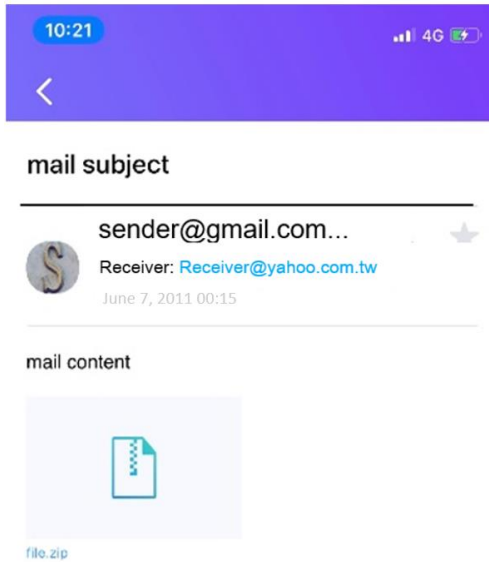 10:21
4G
mail subject
sender@gmail.com...
S
Receiver: Receiver@yahoo.com.tw
June 7, 2011 00:15
mail content
file.zip